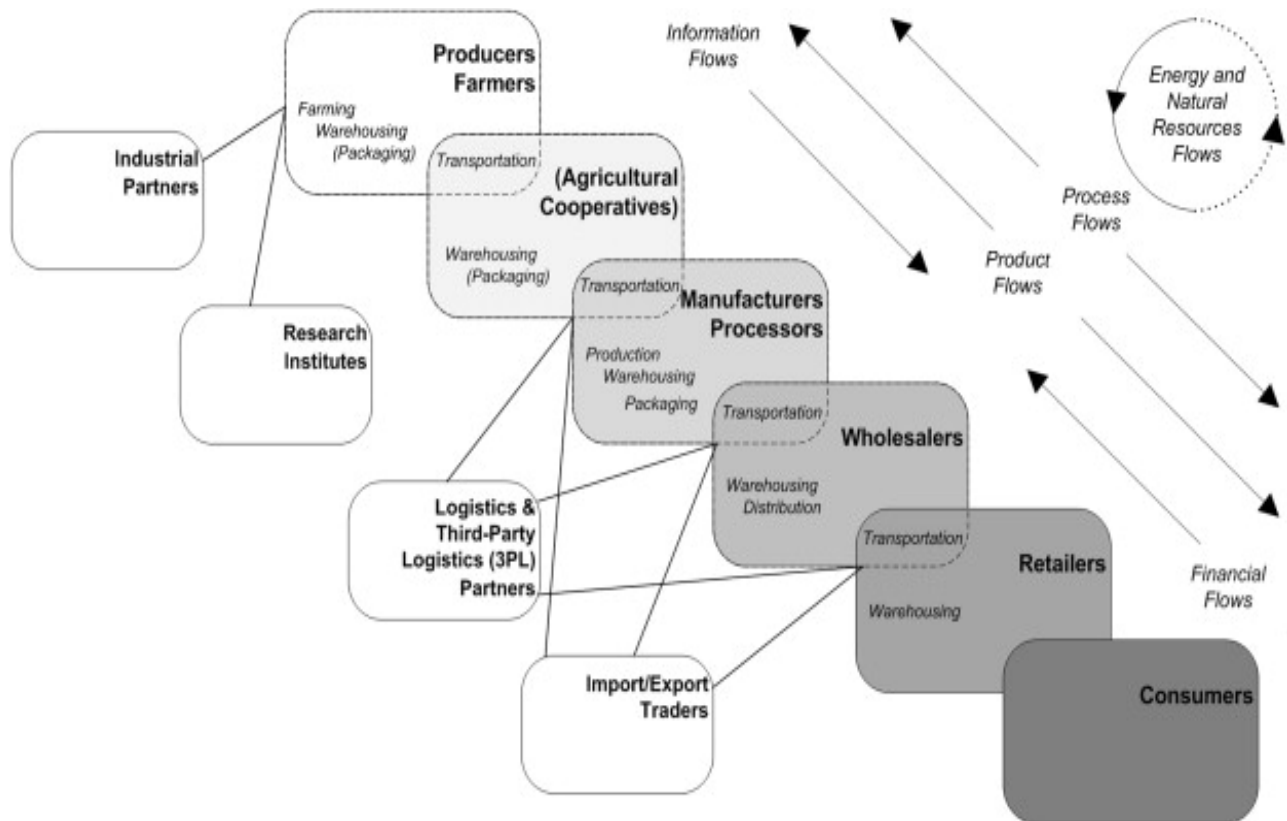 Producers
Farmers
Farming
Warehousing
(Packaging)
Industrial
Partners
Transportation
(Agricultural
Cooperatives)
Warehousing
(Packaging)
Research
Institutes
Transportation
Manufacturers
Processors
Production
Warehousing
Packaging
Transportation
Wholesalers
Warehousing
Distribution
Logistics &
Third-Party
Logistics (3PL)
Partners
Transportation
Retailers
Warehousing
Import/Export
Traders
Consumers
Information
Flows
Energy and
Natural
Resources
Flows
Process
Flows
Product
Flows
Financial
Flows